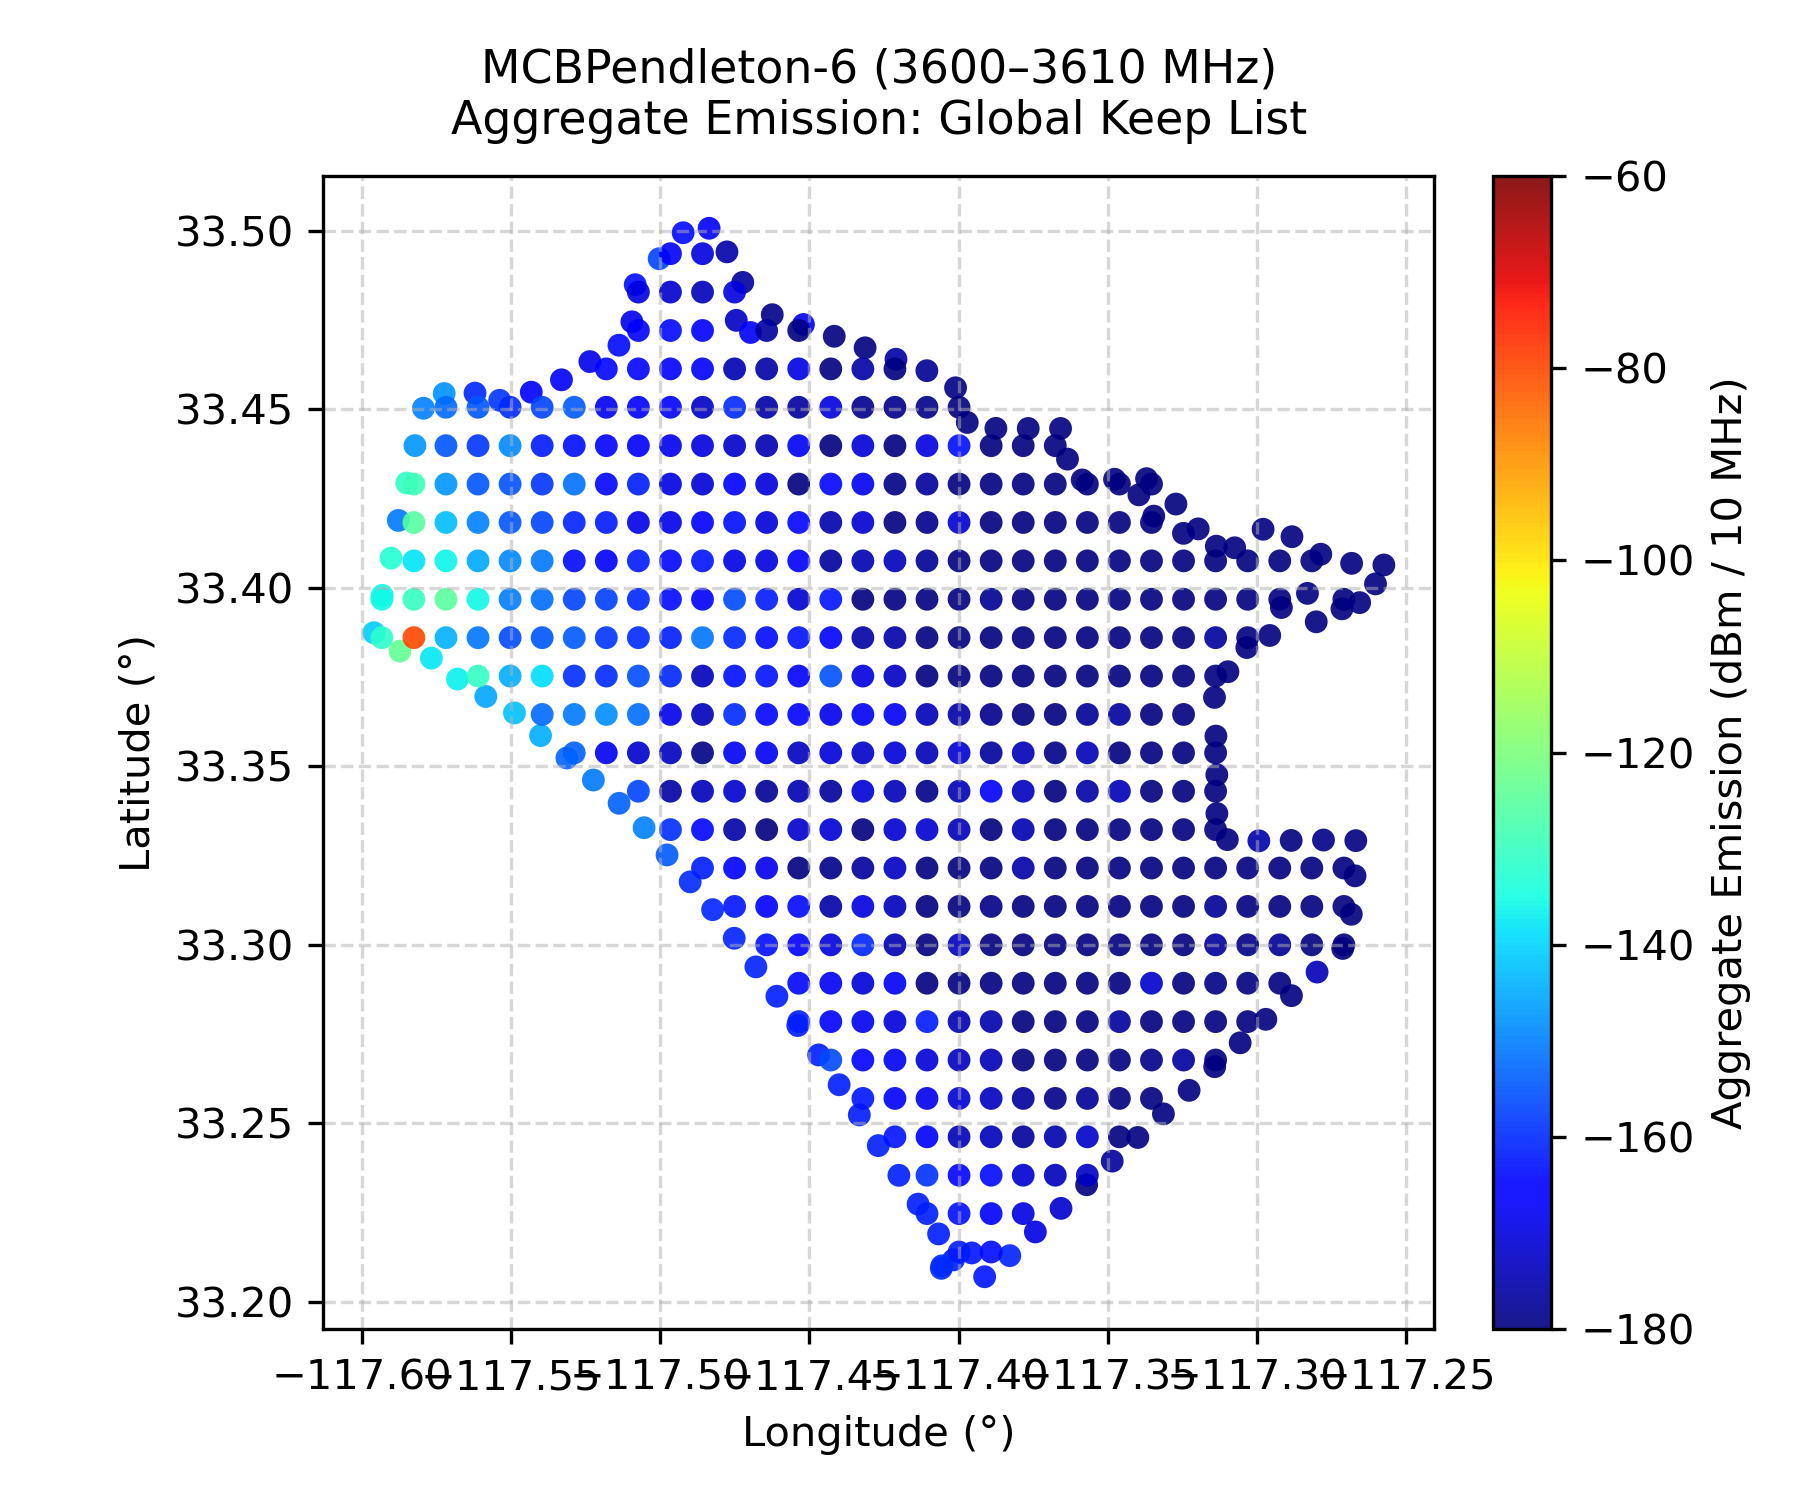 MCBPendleton-6 (3600–3610 MHz)
Aggregate Emission: Global Keep List
33.50
33.45
33.40
33.35
33.30
33.25
33.20
Latitude (°)
−117.60 −117.55 −117.50 −117.45 −117.40 −117.35 −117.30 −117.25
Longitude (°)
−60
−80
−100
−120
−140
−160
−180
Aggregate Emission (dBm / 10 MHz)